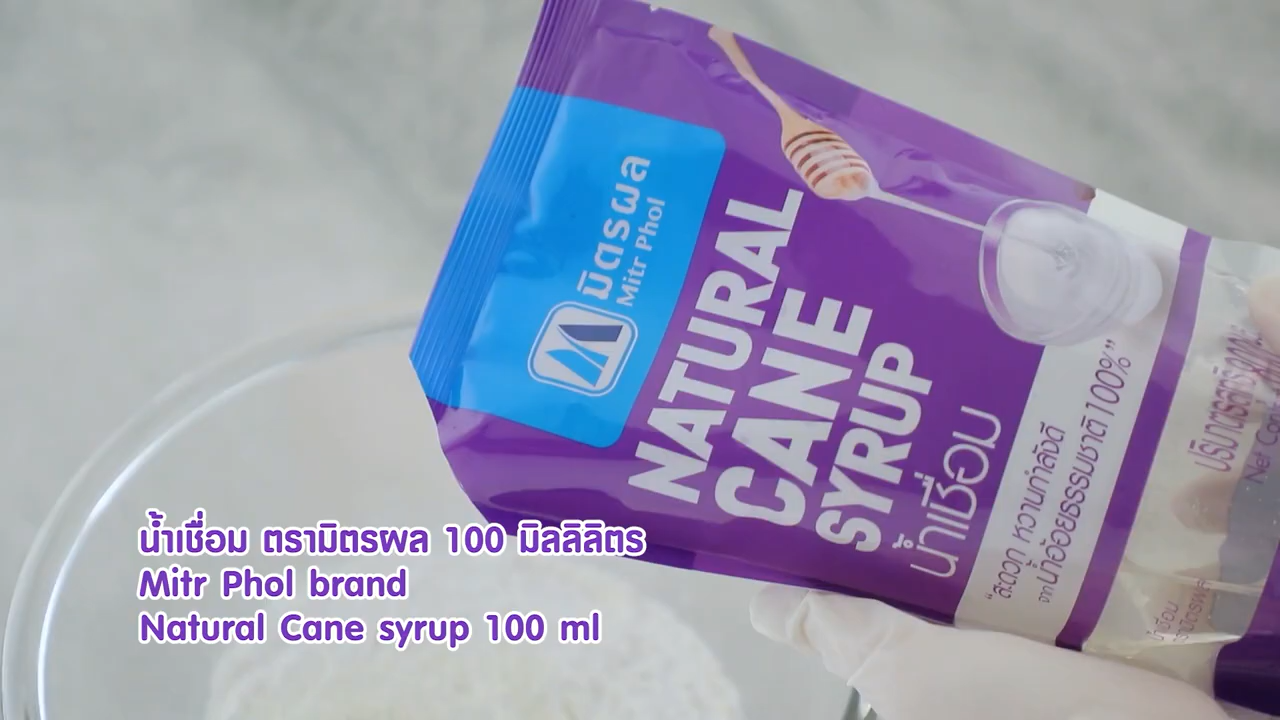 มิตรผล
Mitr Phol
NATURAL
CANE
SYRUP
น้ำเชื่อม
“สะดวก หวานกำลังดี
จากน้ำอ้อยธรรมชาติ 100%”
น้ำเชื่อม ตรามิตรผล 100 มิลลิลิตร
Mitr Phol brand
Natural Cane syrup 100 ml